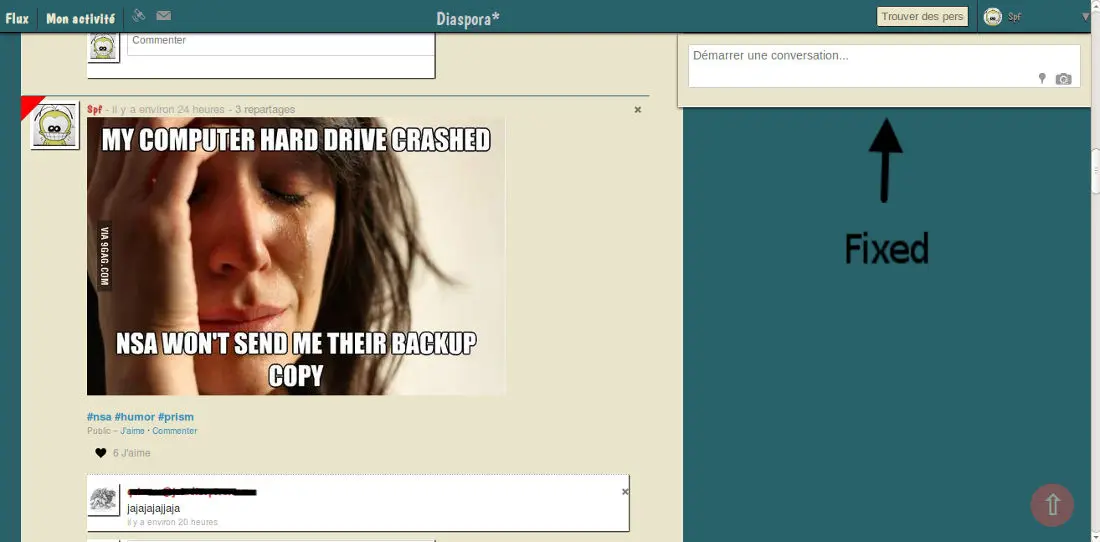 Flux
Mon activité
Diaspora*
Trouver des pers
Spf
Commenter
Démarrer une conversation...
Spf - il y a environ 24 heures - 3 repartages
MY COMPUTER HARD DRIVE CRASHED
VIA 9GAG.COM
NSA WON'T SEND ME THEIR BACKUP
COPY
Fixed
#nsa #humor #prism
Public – J'aime · Commenter
6 J'aime
jajajajajjaja
il y a environ 20 heures